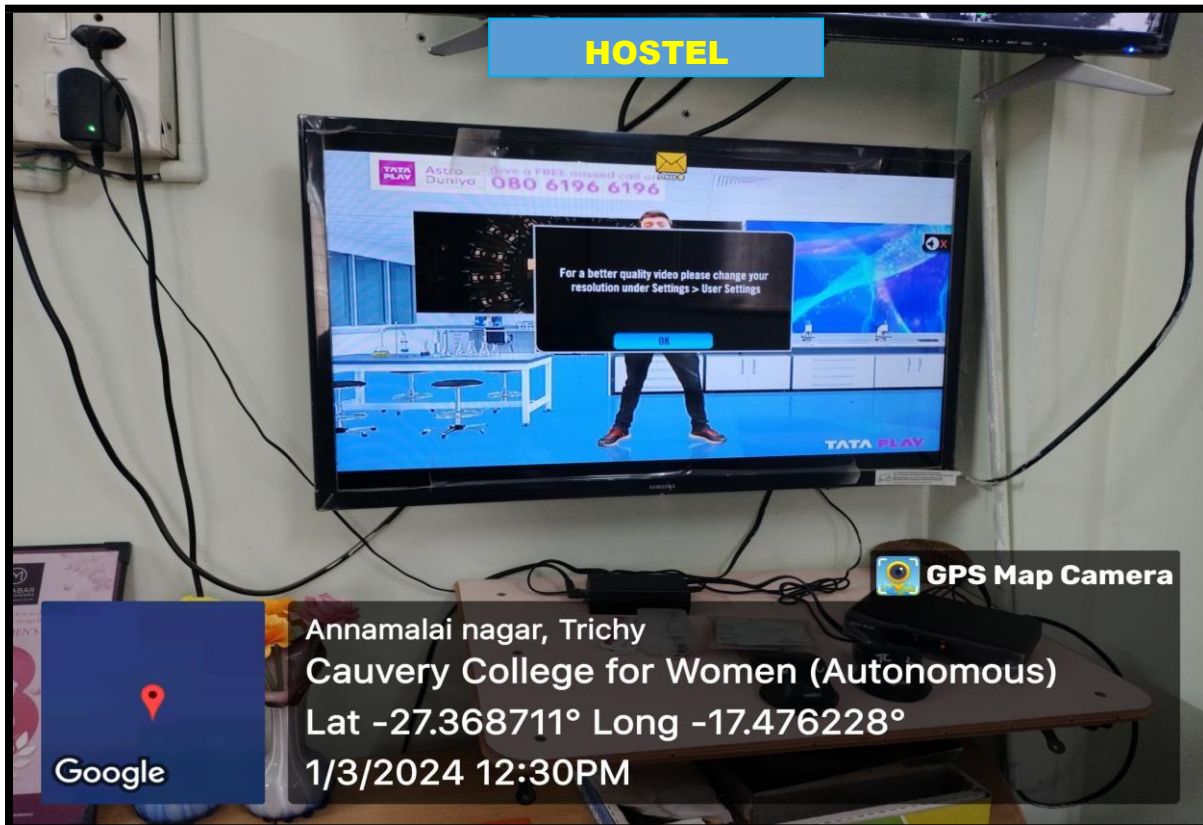 HOSTEL
TATA
PLAY
Astro
Duniya
Give a FREE missed call on
080 6196 6196
For a better quality video please change your
resolution under Settings > User Settings
OK
TATA PLAY
SAMSUNG
GPS Map Camera
Annamalai nagar, Trichy
Cauvery College for Women (Autonomous)
Lat -27.368711° Long -17.476228°
1/3/2024 12:30PM
Google